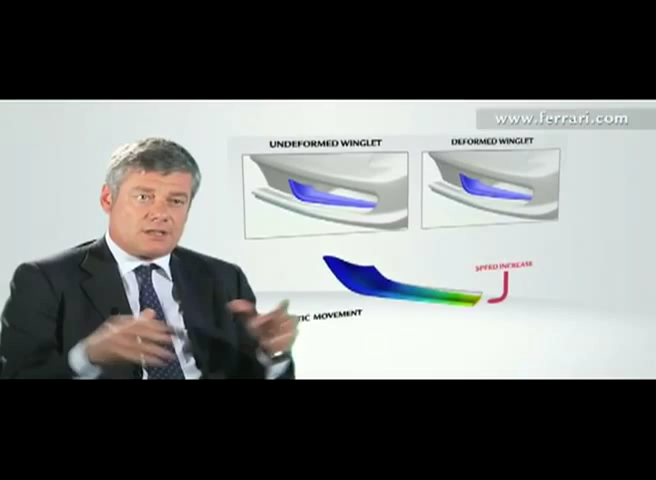 www.ferrari.com
UNDEFORMED WINGLET
DEFORMED WINGLET
SPEED INCREASE
MOVEMENT